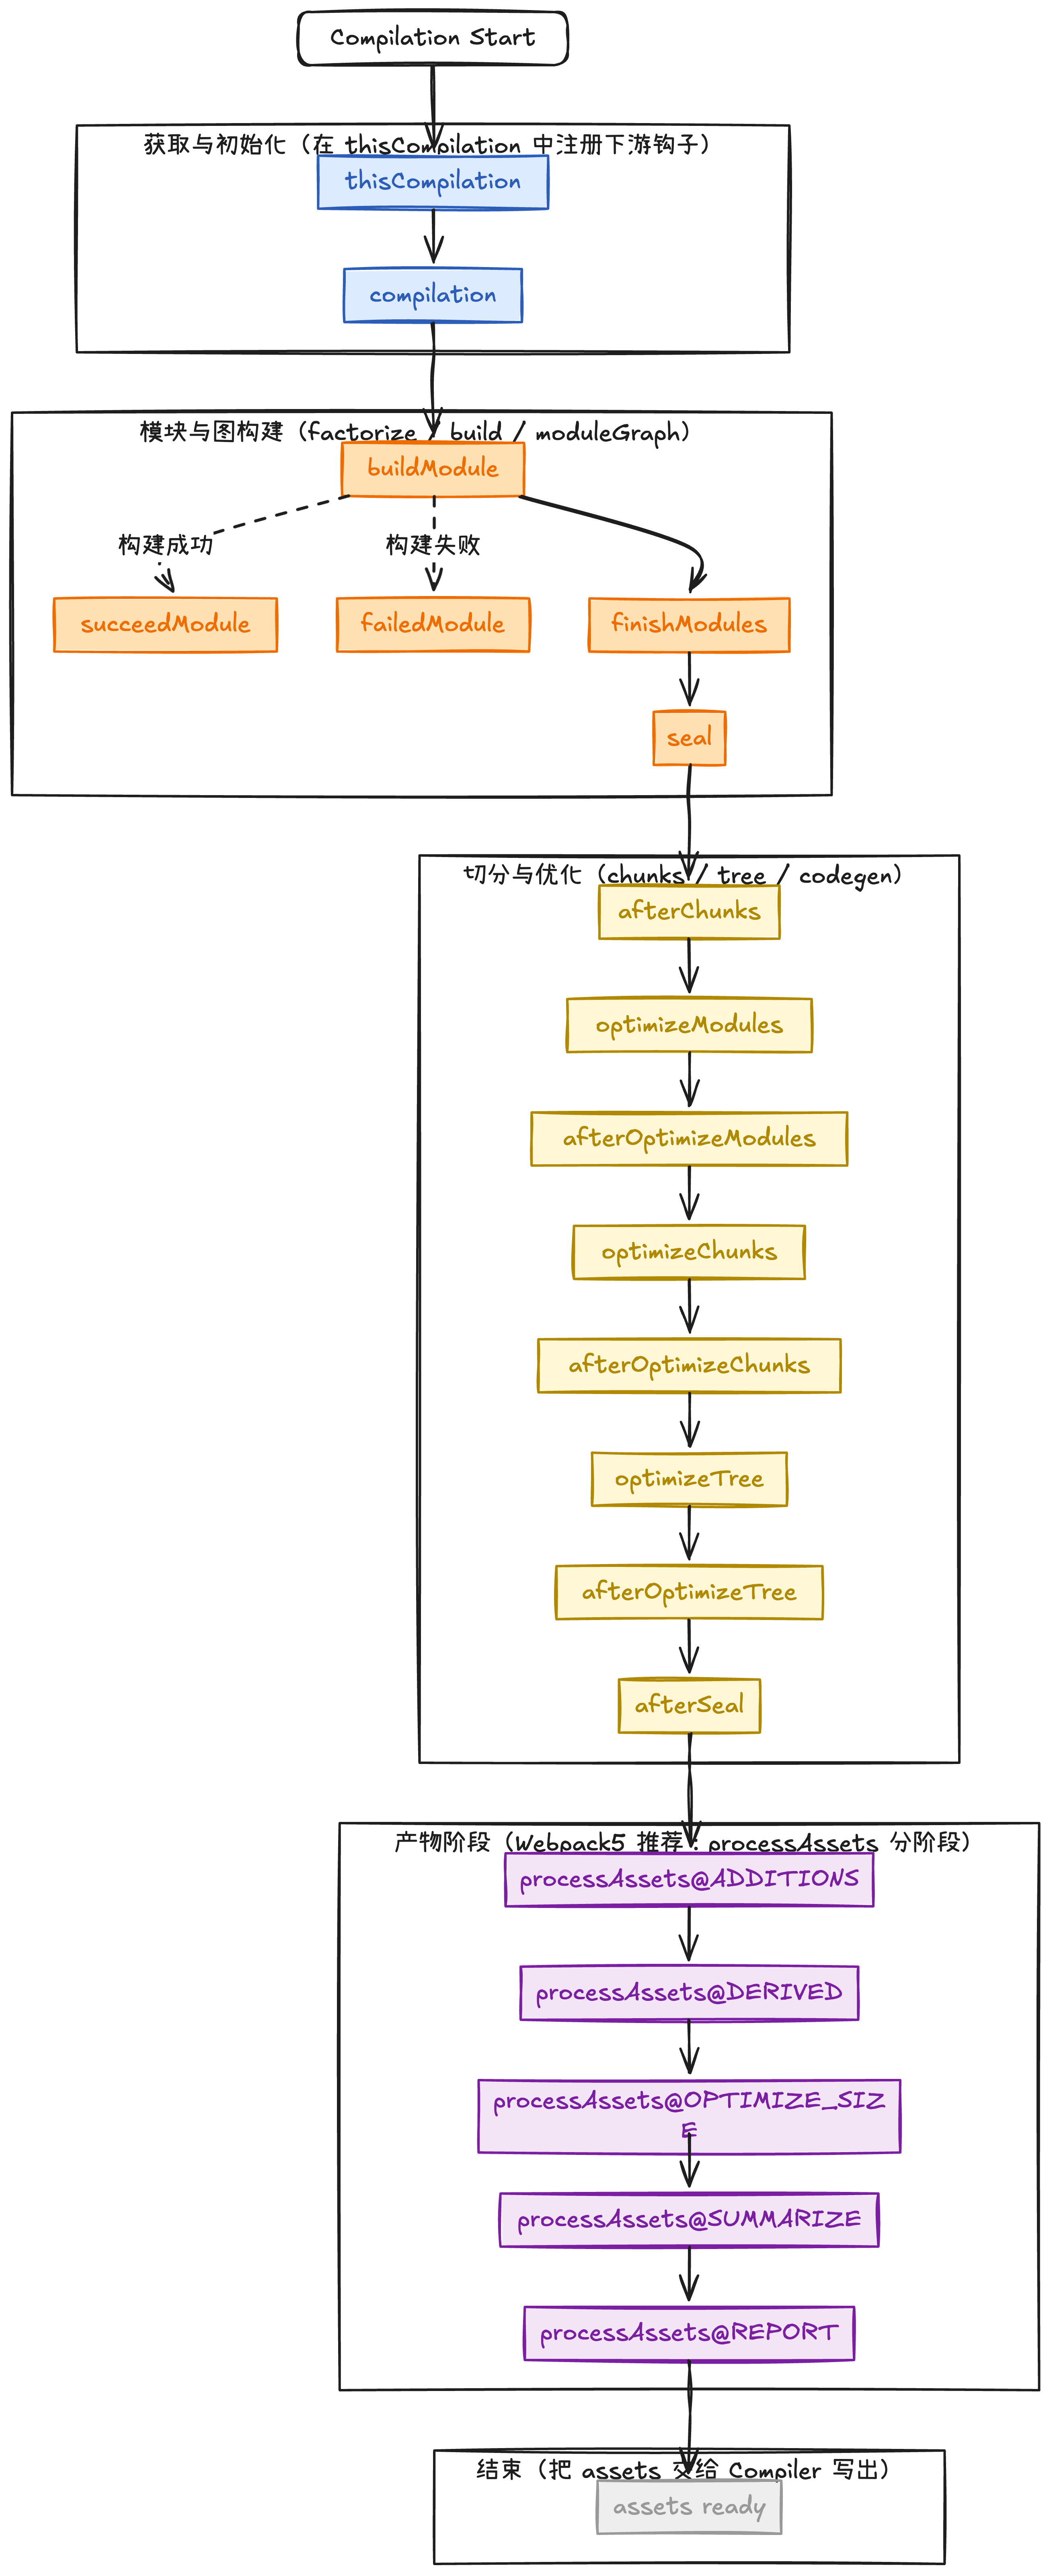 Compilation Start
获取与初始化（在 thisCompilation 中注册下游钩子）
thisCompilation
compilation
模块与图构建（factorize / build / moduleGraph）
buildModule
构建成功
构建失败
succeedModule
failedModule
finishModules
seal
切分与优化（chunks / tree / codegen）
afterChunks
optimizeModules
afterOptimizeModules
optimizeChunks
afterOptimizeChunks
optimizeTree
afterOptimizeTree
afterSeal
产物阶段（Webpack5 推荐：processAssets 分阶段）
processAssets@ADDITIONS
processAssets@DERIVED
processAssets@OPTIMIZE_SIZ
E
processAssets@SUMMARIZE
processAssets@REPORT
结束（把 assets 交给 Compiler 写出）
assets ready